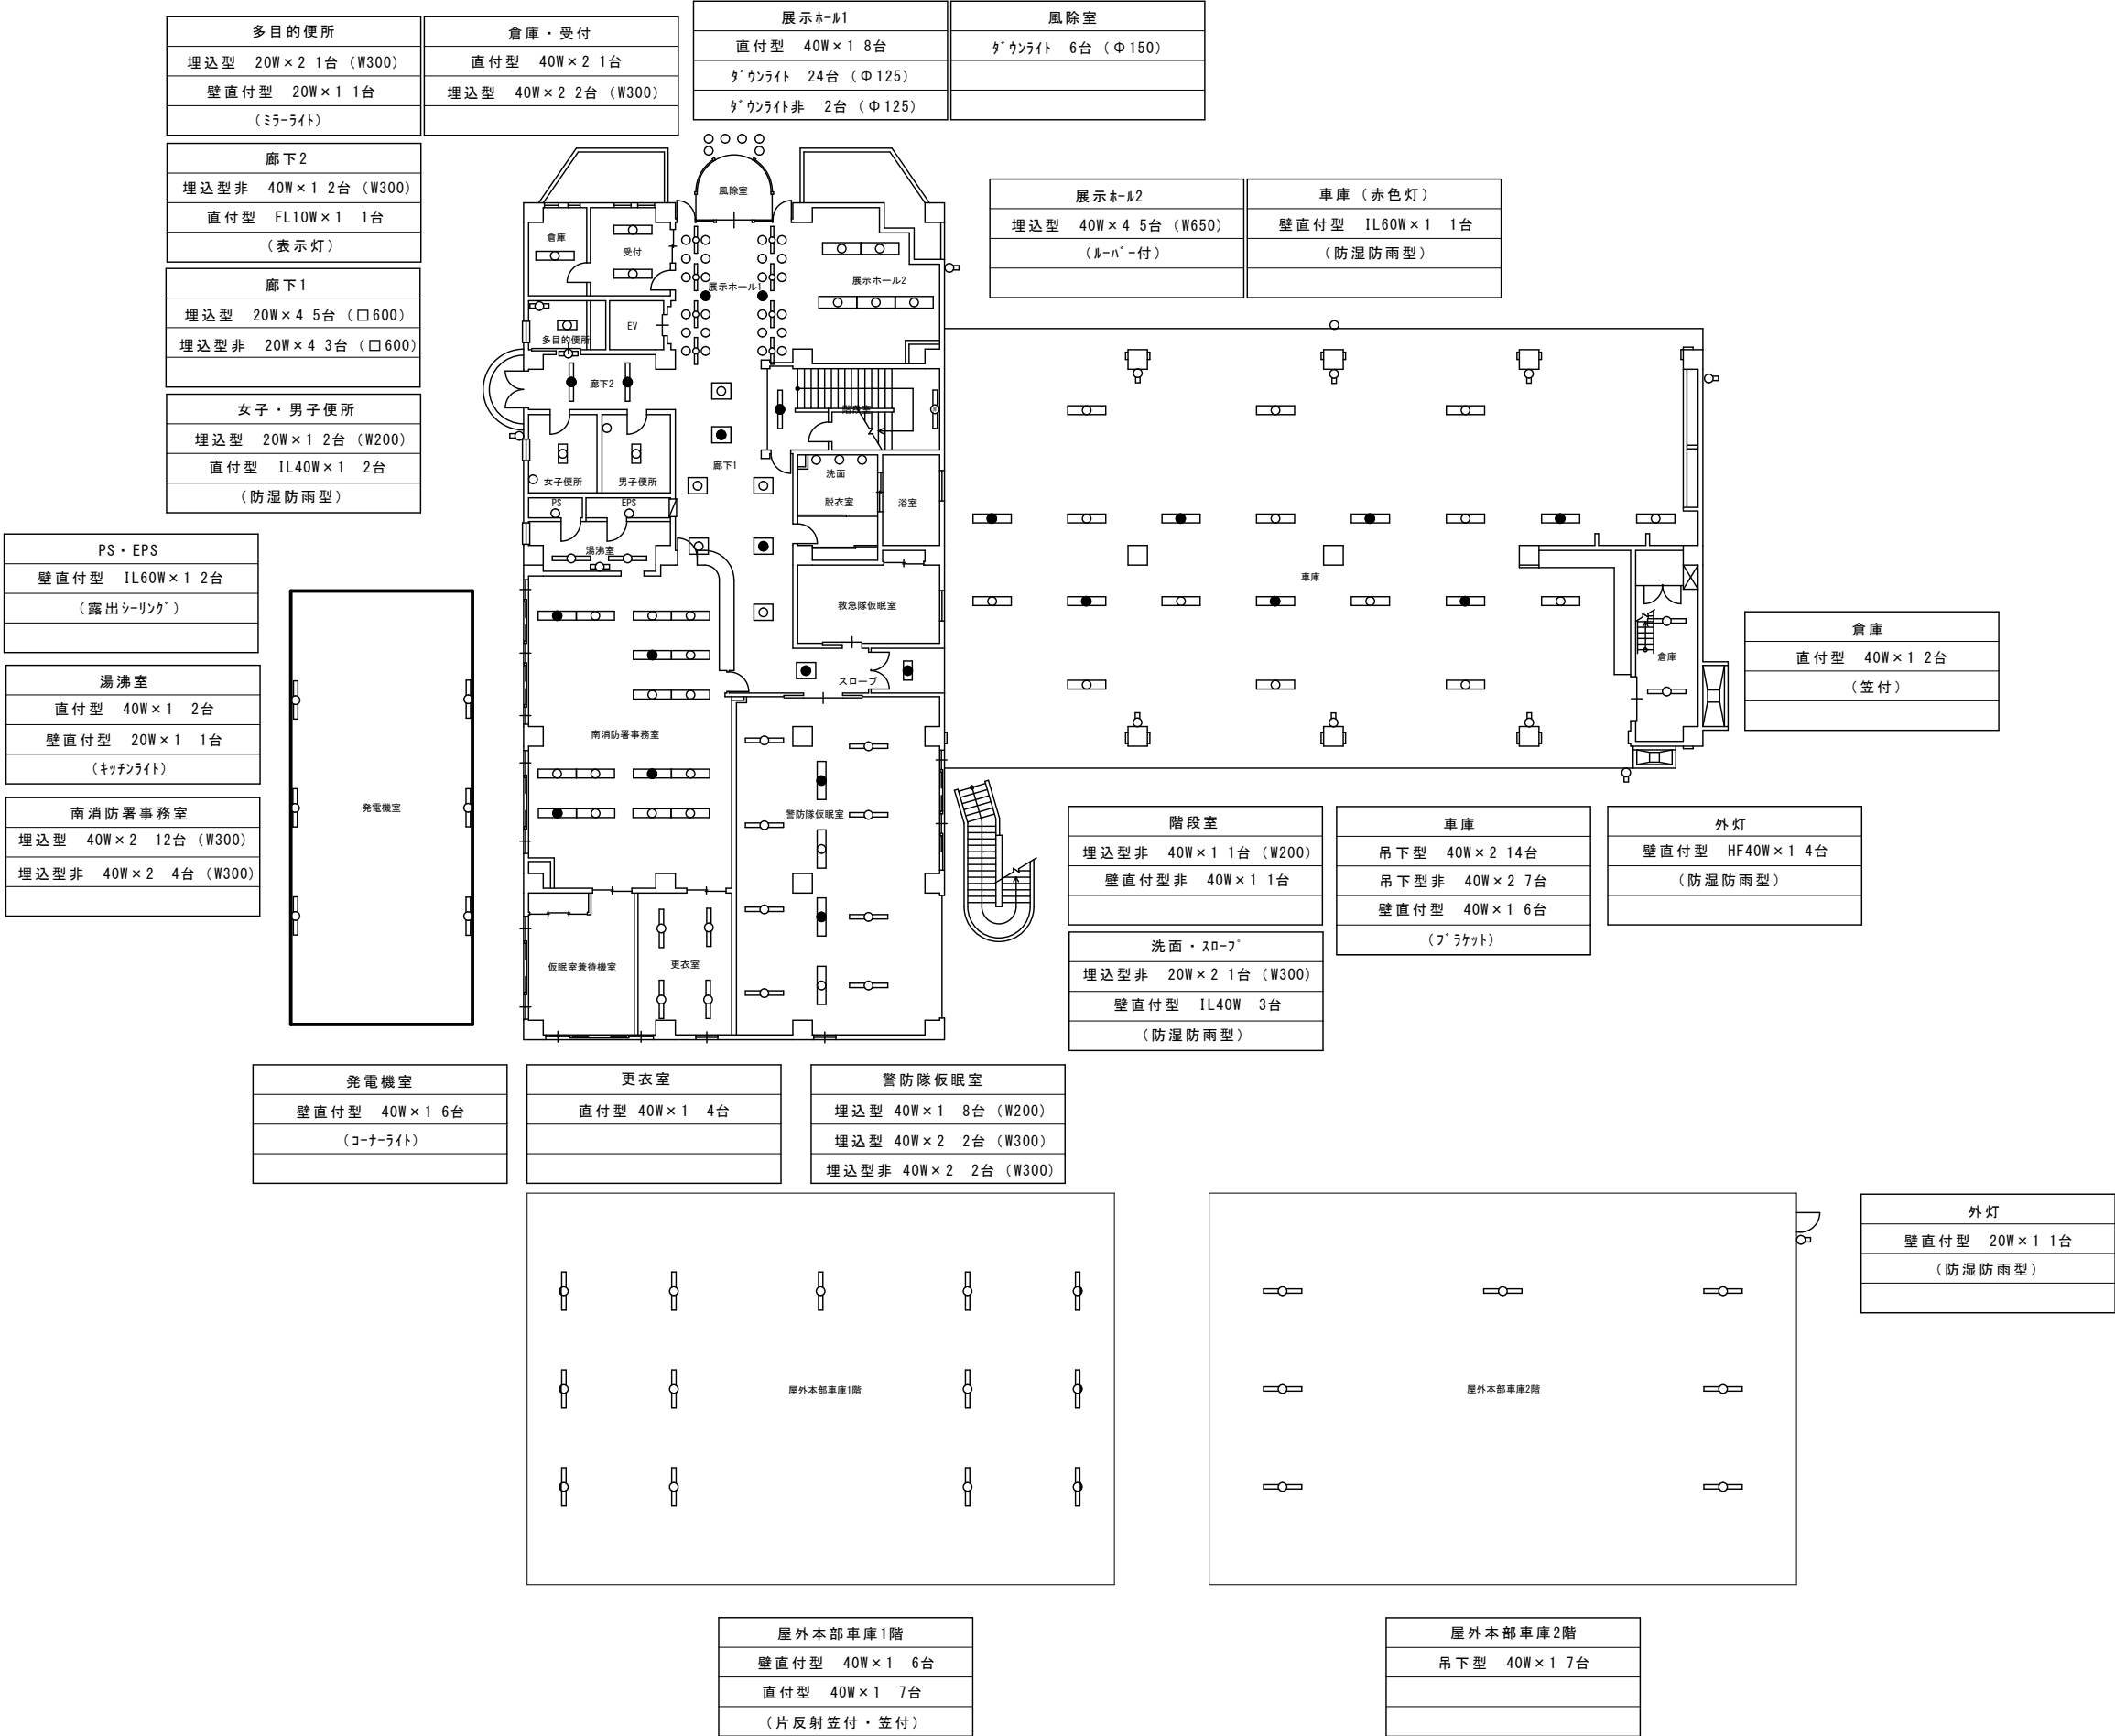 多目的便所
埋込型 20W×2 1台 (W300)
壁直付型 20W×1 1台
(ﾐﾗｰﾗｲﾄ)
倉庫・受付
直付型 40W×2 1台
埋込型 40W×2 2台 (W300)
展示ﾎｰﾙ1
直付型 40W×1 8台
ﾀﾞｳﾝﾗｲﾄ 24台 (Φ125)
ﾀﾞｳﾝﾗｲﾄ非 2台 (Φ125)
風除室
ﾀﾞｳﾝﾗｲﾄ 6台 (Φ150)
廊下2
埋込型非 40W×1 2台 (W300)
直付型 FL10W×1 1台
(表示灯)
廊下1
埋込型 20W×4 5台 (□600)
埋込型非 20W×4 3台 (□600)
女子・男子便所
埋込型 20W×1 2台 (W200)
直付型 IL40W×1 2台
(防湿防雨型)
展示ﾎｰﾙ2
埋込型 40W×4 5台 (W650)
(ﾙｰﾊﾞｰ付)
車庫 (赤色灯)
壁直付型 IL60W×1 1台
(防湿防雨型)
PS・EPS
壁直付型 IL60W×1 2台
(露出ｼｰﾘﾝｸﾞ)
湯沸室
直付型 40W×1 2台
壁直付型 20W×1 1台
(ｷｯﾁﾝﾗｲﾄ)
南消防署事務室
埋込型 40W×2 12台 (W300)
埋込型非 40W×2 4台 (W300)
風除室
倉庫
受付
展示ホール1
展示ホール2
EV
多目的便所
廊下2
階段室
廊下1
女子便所
男子便所
洗面
脱衣室
浴室
PS
EPS
湯沸室
救急隊仮眠室
スロープ
車庫
倉庫
南消防署事務室
警防隊仮眠室
仮眠室兼待機室
更衣室
発電機室
倉庫
直付型 40W×1 2台
(笠付)
階段室
埋込型非 40W×1 1台 (W200)
壁直付型非 40W×1 1台
車庫
吊下型 40W×2 14台
吊下型非 40W×2 7台
壁直付型 40W×1 6台
(ﾌﾞﾗｹｯﾄ)
外灯
壁直付型 HF40W×1 4台
(防湿防雨型)
洗面・ｽﾛｰﾌﾟ
埋込型非 20W×2 1台 (W300)
壁直付型 IL40W 3台
(防湿防雨型)
発電機室
壁直付型 40W×1 6台
(ｺｰﾅｰﾗｲﾄ)
更衣室
直付型 40W×1 4台
警防隊仮眠室
埋込型 40W×1 8台 (W200)
埋込型 40W×2 2台 (W300)
埋込型非 40W×2 2台 (W300)
外灯
壁直付型 20W×1 1台
(防湿防雨型)
屋外本部車庫1階
屋外本部車庫2階
屋外本部車庫1階
壁直付型 40W×1 6台
直付型 40W×1 7台
(片反射笠付・笠付)
屋外本部車庫2階
吊下型 40W×1 7台